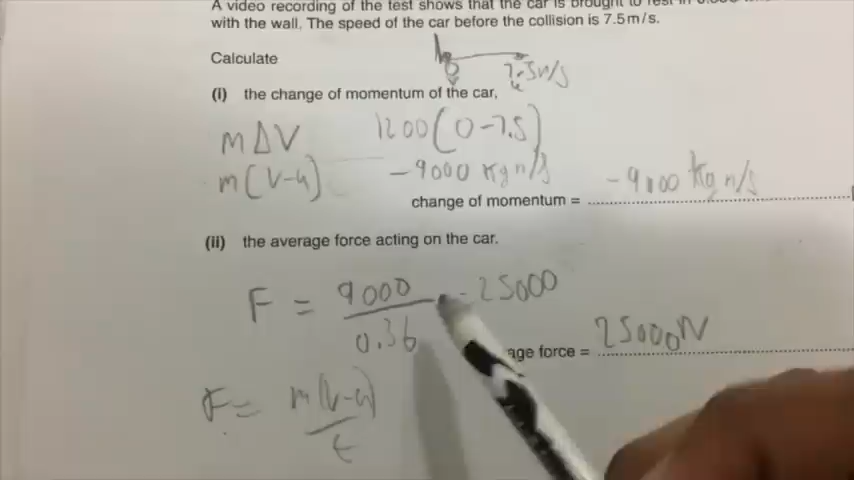 A video recording of the test shows that the car is brought to rest in
with the wall. The speed of the car before the collision is 7.5 m/s.
Calculate
7.5m/s
(i) the change of momentum of the car,
m ΔV 1200(0-7.5)
m(v-u) -9000 kg m/s
-9000 kg m/s
change of momentum =
(ii) the average force acting on the car.
F = 9000/0.36 = 25000
25000N
age force =
F = m(v-u)/t